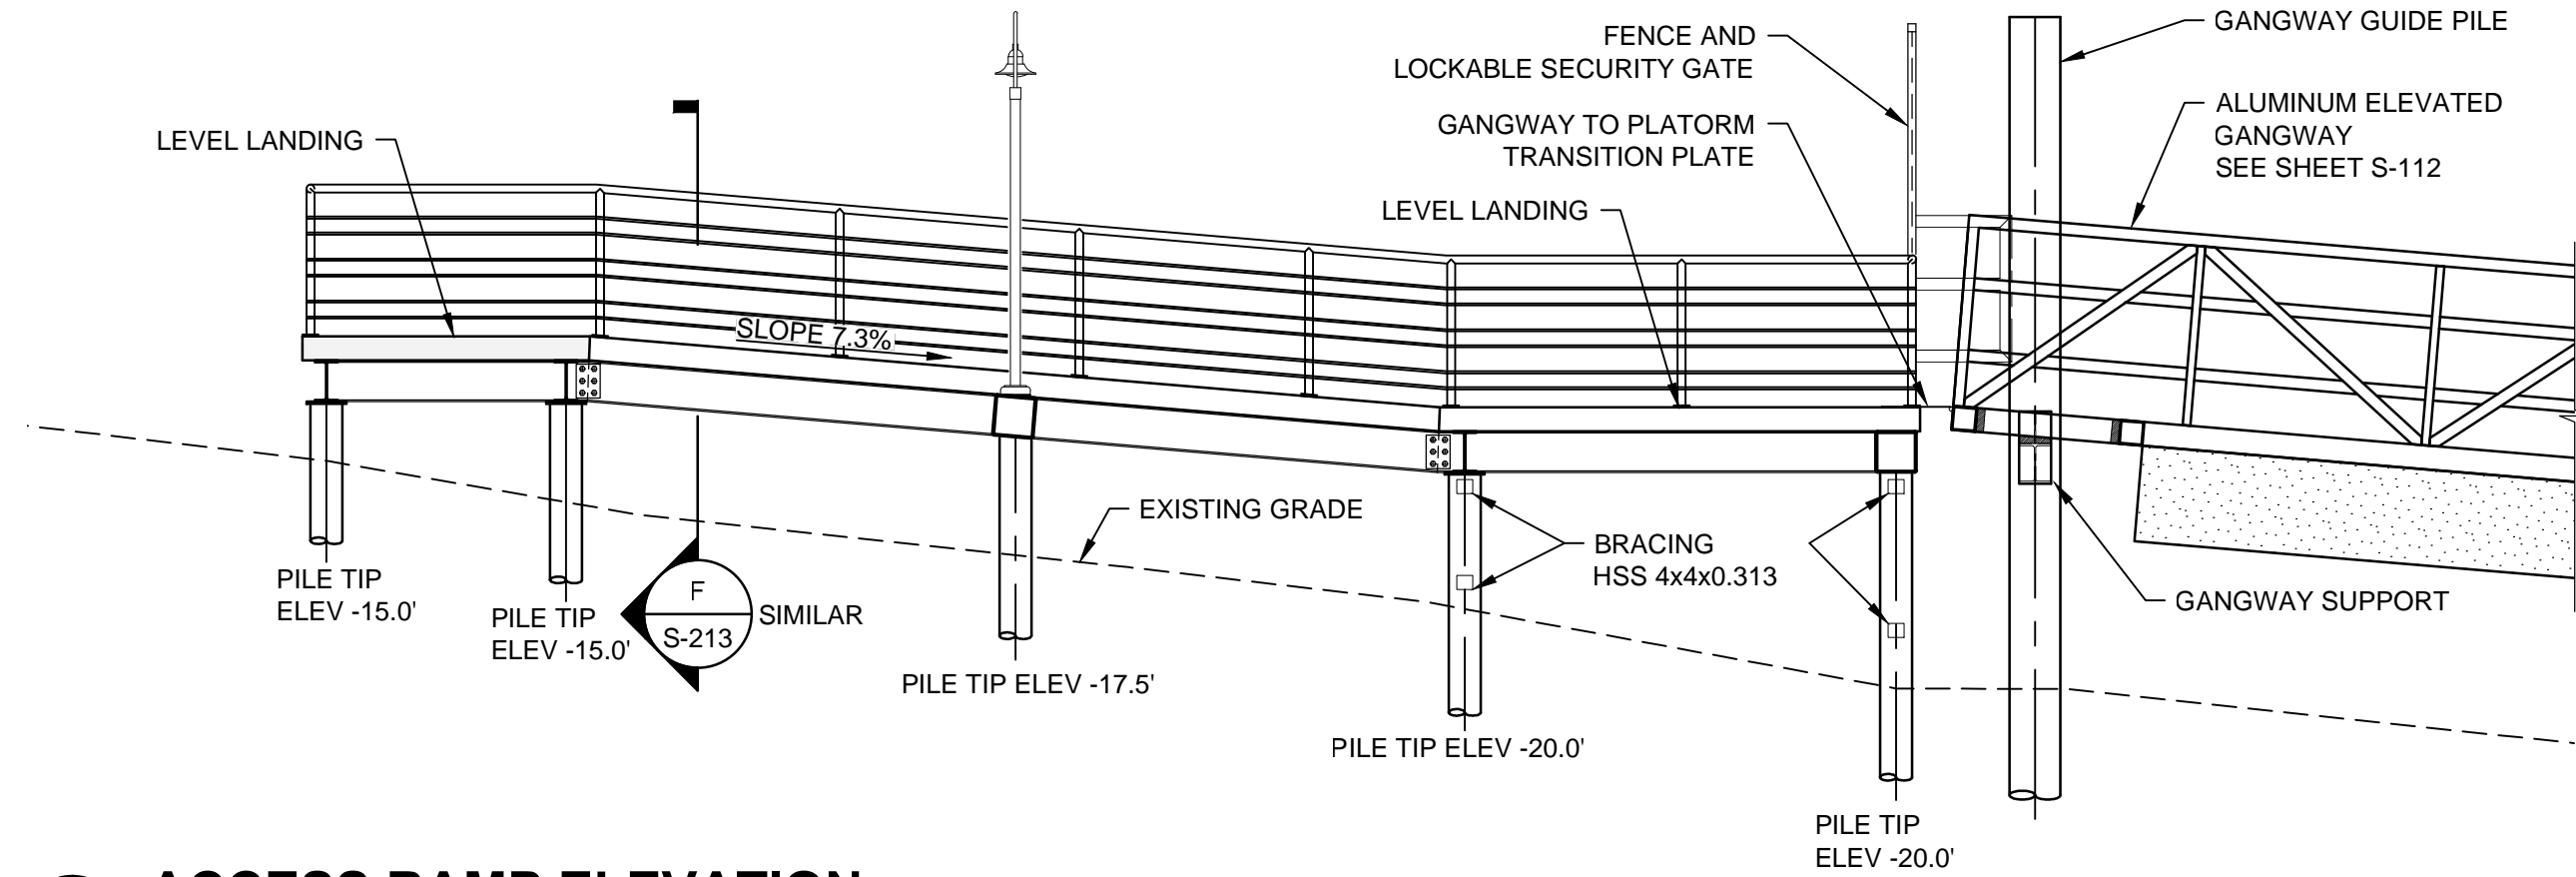 FENCE AND
LOCKABLE SECURITY GATE
GANGWAY GUIDE PILE
ALUMINUM ELEVATED
GANGWAY
SEE SHEET S-112
GANGWAY TO PLATORM
TRANSITION PLATE
LEVEL LANDING
LEVEL LANDING
SLOPE 7.3%
EXISTING GRADE
BRACING
HSS 4x4x0.313
GANGWAY SUPPORT
PILE TIP
ELEV -15.0'
PILE TIP
ELEV -15.0'
F
S-213
SIMILAR
PILE TIP ELEV -17.5'
PILE TIP ELEV -20.0'
PILE TIP
ELEV -20.0'
ACCESS RAMP ELEVATION